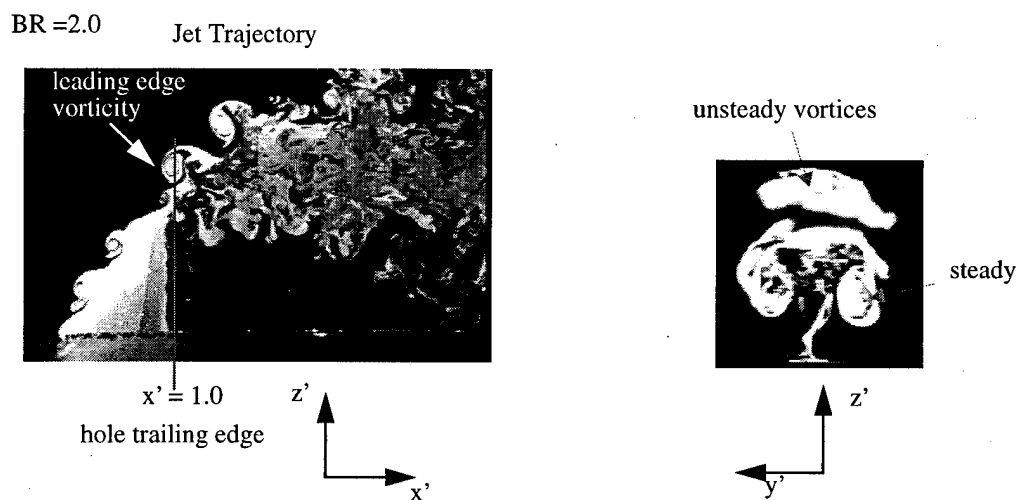 BR =2.0
Jet Trajectory
leading edge
vorticity
unsteady vortices
steady
x’ = 1.0
hole trailing edge
z’
x’
z’
y’